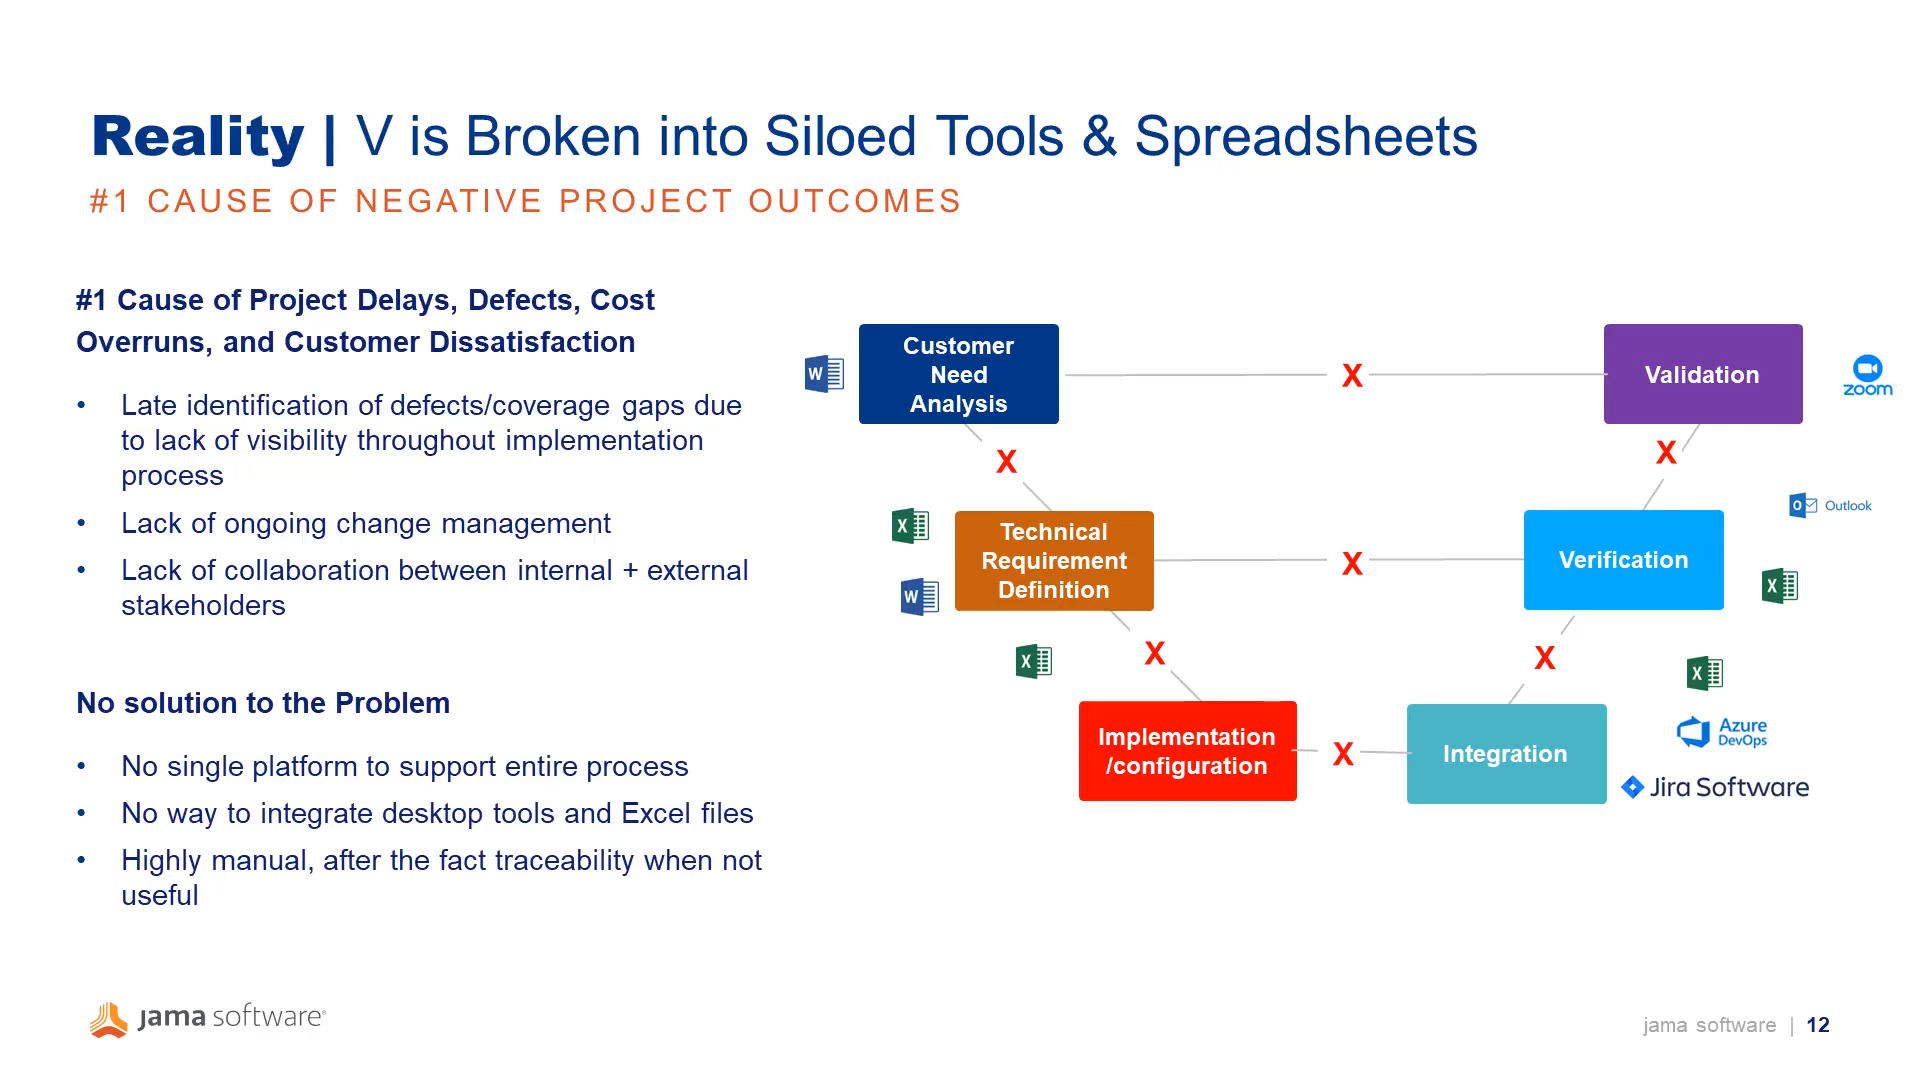 Reality | V is Broken into Siloed Tools & Spreadsheets
#1 CAUSE OF NEGATIVE PROJECT OUTCOMES
#1 Cause of Project Delays, Defects, Cost
Overruns, and Customer Dissatisfaction
• Late identification of defects/coverage gaps due
to lack of visibility throughout implementation
process
• Lack of ongoing change management
• Lack of collaboration between internal + external
stakeholders
No solution to the Problem
• No single platform to support entire process
• No way to integrate desktop tools and Excel files
• Highly manual, after the fact traceability when not
useful
W
Customer
Need
Analysis
X
Validation
zoom
X
X
X
W
Technical
Requirement
Definition
X
Verification
O Outlook
X
X
X
X
X
Implementation
/configuration
X
Integration
Azure
DevOps
Jira Software
jama software®
jama software | 12